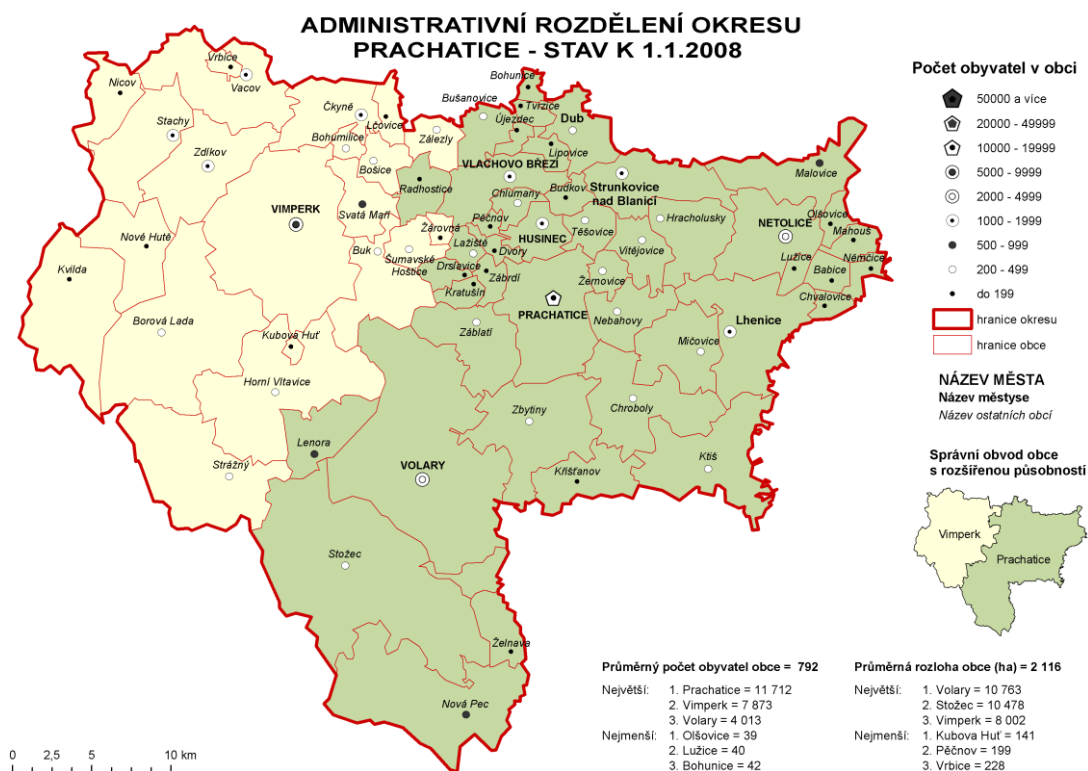 ADMINISTRATIVNÍ ROZDĚLENÍ OKRESU
PRACHATICE - STAV K 1.1.2008
Vrbice
Vacov
Nicov
Stachy
Zdíkov
Čkyně
Lčovice
Bohumilice
Bošice
Bušanovice
Zálezly
Bohunice
Tvrzice
Újezdec
Dub
Lipovice
VLACHOVO BŘEZÍ
Radhostice
Chlumany
Budkov
Strunkovice
nad Blanicí
Malovice
VIMPERK
Svatá Maří
Žárovná
Pěčnov
HUSINEC
Těšovice
Hracholusky
NETOLICE
Olšovice
Mahouš
Nové Hutě
Buk
Šumavské
Hoštice
Lažiště
Dvory
Drslavice
Zábrdí
Kratušín
Vitějovice
Lužice
Němčice
Babice
Kvilda
Žernovice
Chvalovice
PRACHATICE
Nebahovy
Lhenice
Borová Lada
Kubova Huť
Záblatí
Mičovice
Horní Vltavice
Zbytiny
Chroboly
Lenora
Strážný
VOLARY
Křišťanov
Ktiš
Stožec
Želnava
Nová Pec
Počet obyvatel v obci
50000 a více
20000 - 49999
10000 - 19999
5000 - 9999
2000 - 4999
1000 - 1999
500 - 999
200 - 499
do 199
hranice okresu
hranice obce
NÁZEV MĚSTA
Název městyse
Název ostatních obcí
Správní obvod obce
s rozšířenou působností
Vimperk
Prachatice
Průměrný počet obyvatel obce = 792
Největší: 1. Prachatice = 11 712
2. Vimperk = 7 873
3. Volary = 4 013
Nejmenší: 1. Olšovice = 39
2. Lužice = 40
3. Bohunice = 42
Průměrná rozloha obce (ha) = 2 116
Největší: 1. Volary = 10 763
2. Stožec = 10 478
3. Vimperk = 8 002
Nejmenší: 1. Kubova Huť = 141
2. Pěčnov = 199
3. Vrbice = 228
0 2,5 5 10 km